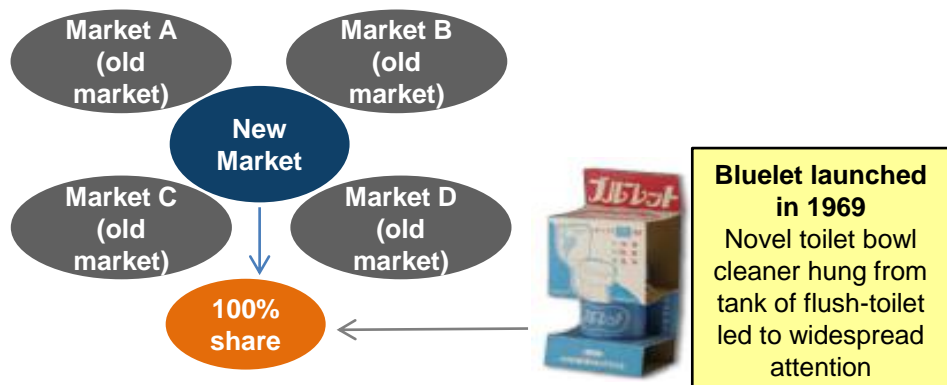 Market A
(old
market)
Market B
(old
market)
New
Market
Market C
(old
market)
Market D
(old
market)
100%
share
ブルーレット
Bluelet launched
in 1969
Novel toilet bowl
cleaner hung from
tank of flush-toilet
led to widespread
attention